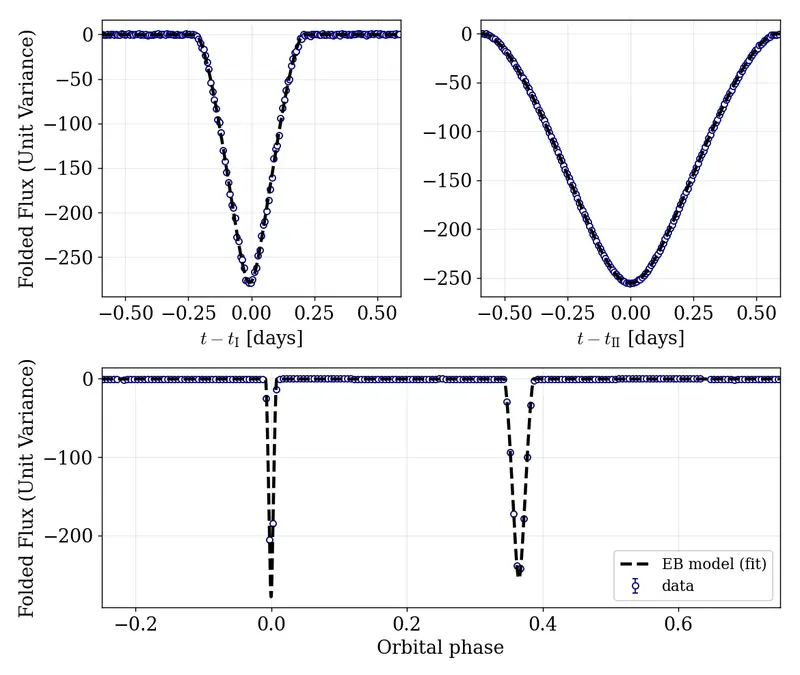 Folded Flux (Unit Variance)
0
−50
−100
−150
−200
−250
−0.50 −0.25 0.00 0.25 0.50
t − tI [days]
0
−50
−100
−150
−200
−250
−0.50 −0.25 0.00 0.25 0.50
t − tII [days]
Folded Flux (Unit Variance)
0
−100
−200
−0.2 0.0 0.2 0.4 0.6
Orbital phase
EB model (fit)
data